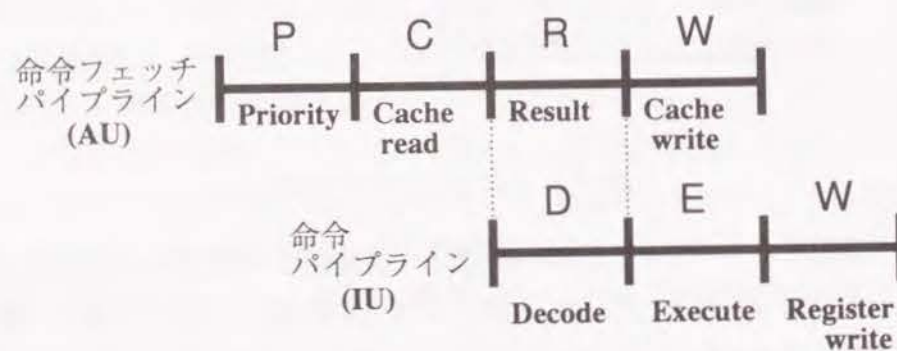 P C R W
命令フェッチ
パイプライン
(AU)
Priority Cache read Result Cache write
D E W
命令
パイプライン
(IU)
Decode Execute Register write